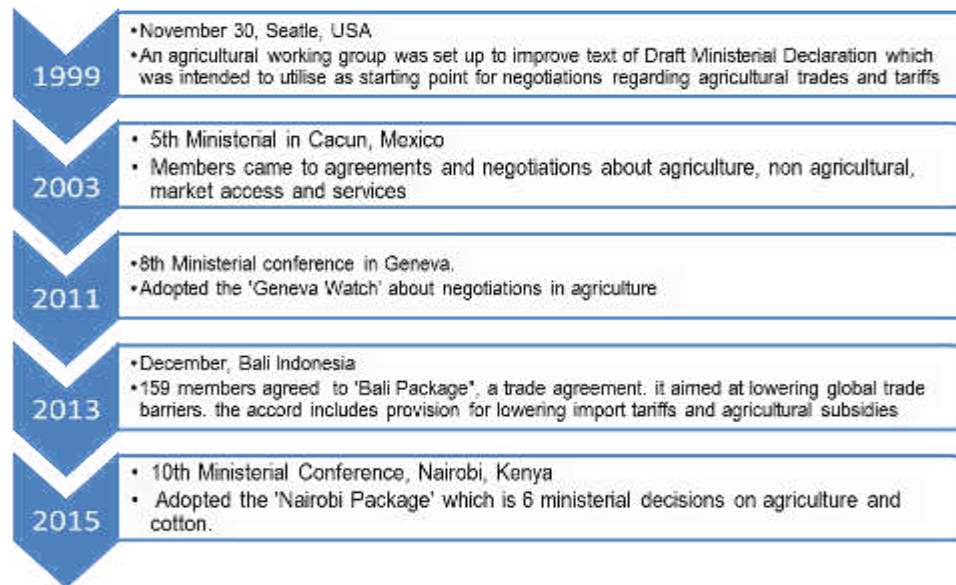 1999
•November 30, Seatle, USA
•An agricultural working group was set up to improve text of Draft Ministerial Declaration which
was intended to utilise as starting point for negotiations regarding agricultural trades and tariffs
2003
• 5th Ministerial in Cacun, Mexico
• Members came to agreements and negotiations about agriculture, non agricultural,
market access and services
2011
•8th Ministerial conference in Geneva.
•Adopted the 'Geneva Watch' about negotiations in agriculture
2013
•December, Bali Indonesia
•159 members agreed to 'Bali Package", a trade agreement. it aimed at lowering global trade
barriers. the accord includes provision for lowering import tariffs and agricultural subsidies
2015
• 10th Ministerial Conference, Nairobi, Kenya
• Adopted the 'Nairobi Package' which is 6 ministerial decisions on agriculture and
cotton.